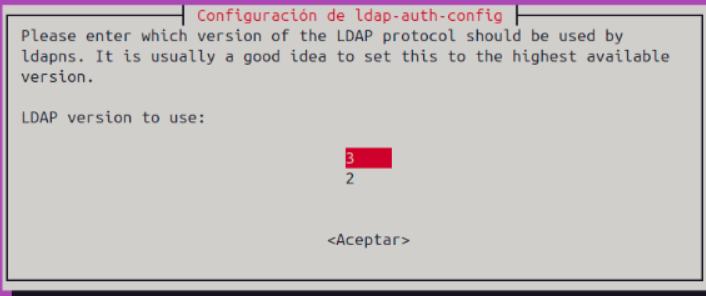 Configuración de ldap-auth-config
Please enter which version of the LDAP protocol should be used by
ldapns. It is usually a good idea to set this to the highest available
version.
LDAP version to use:
3
2
<Aceptar>